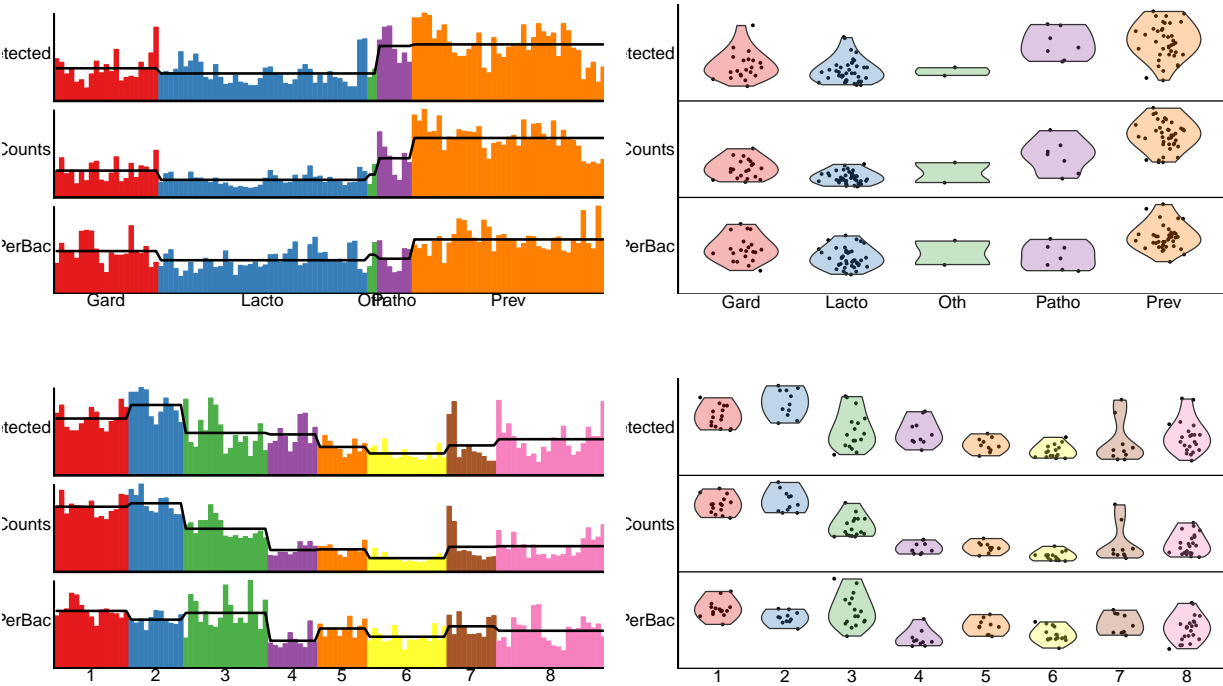 etected etected
Counts Counts
PerBac PerBac
Gard Lacto Oth Patho Prev Gard Lacto Oth Patho Prev
etected etected
Counts Counts
PerBac PerBac
1 2 3 4 5 6 7 8 1 2 3 4 5 6 7 8